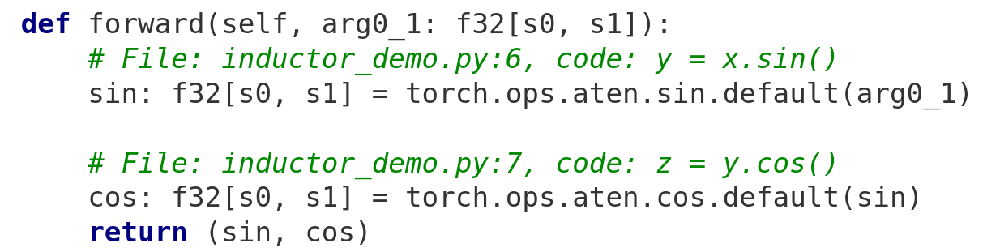 def forward(self, arg0_1: f32[s0, s1]):
    # File: inductor_demo.py:6, code: y = x.sin()
    sin: f32[s0, s1] = torch.ops.aten.sin.default(arg0_1)

    # File: inductor_demo.py:7, code: z = y.cos()
    cos: f32[s0, s1] = torch.ops.aten.cos.default(sin)
    return (sin, cos)